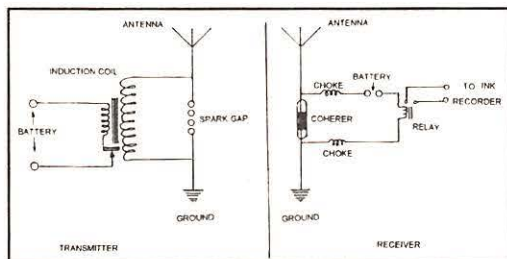 ANTENNA
INDUCTION COIL
BATTERY
SPARK GAP
GROUND
TRANSMITTER
ANTENNA
CHOKE
BATTERY
TO INK
RECORDER
COHERER
RELAY
CHOKE
GROUND
RECEIVER